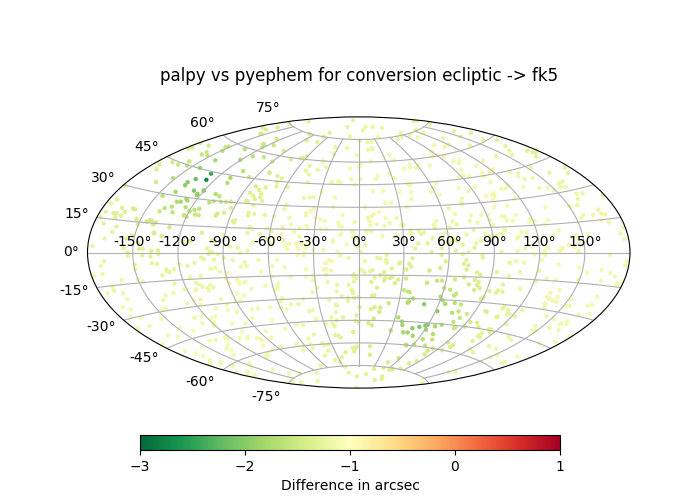 palpy vs pyephem for conversion ecliptic -> fk5
75°
60°
45°
30°
15°
-150° -120° -90° -60° -30° 0° 30° 60° 90° 120° 150°
0°
-15°
-30°
-45°
-60°
-75°
−3 −2 −1 0 1
Difference in arcsec